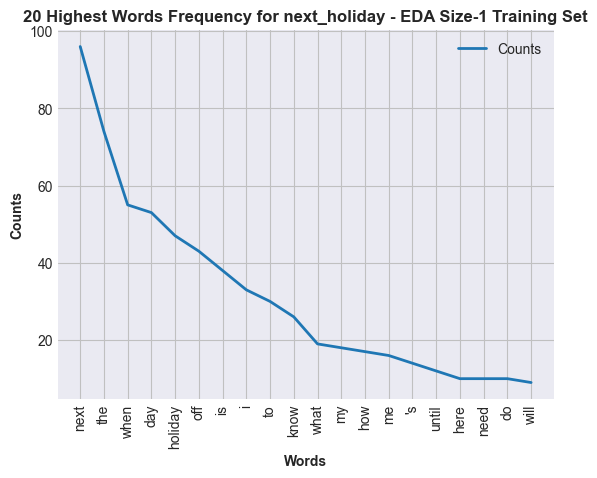 20 Highest Words Frequency for next_holiday - EDA Size-1 Training Set
Counts
100
80
60
40
20
Counts
next
the
when
day
holiday
off
is
i
to
know
what
my
how
me
's
until
here
need
do
will
Words